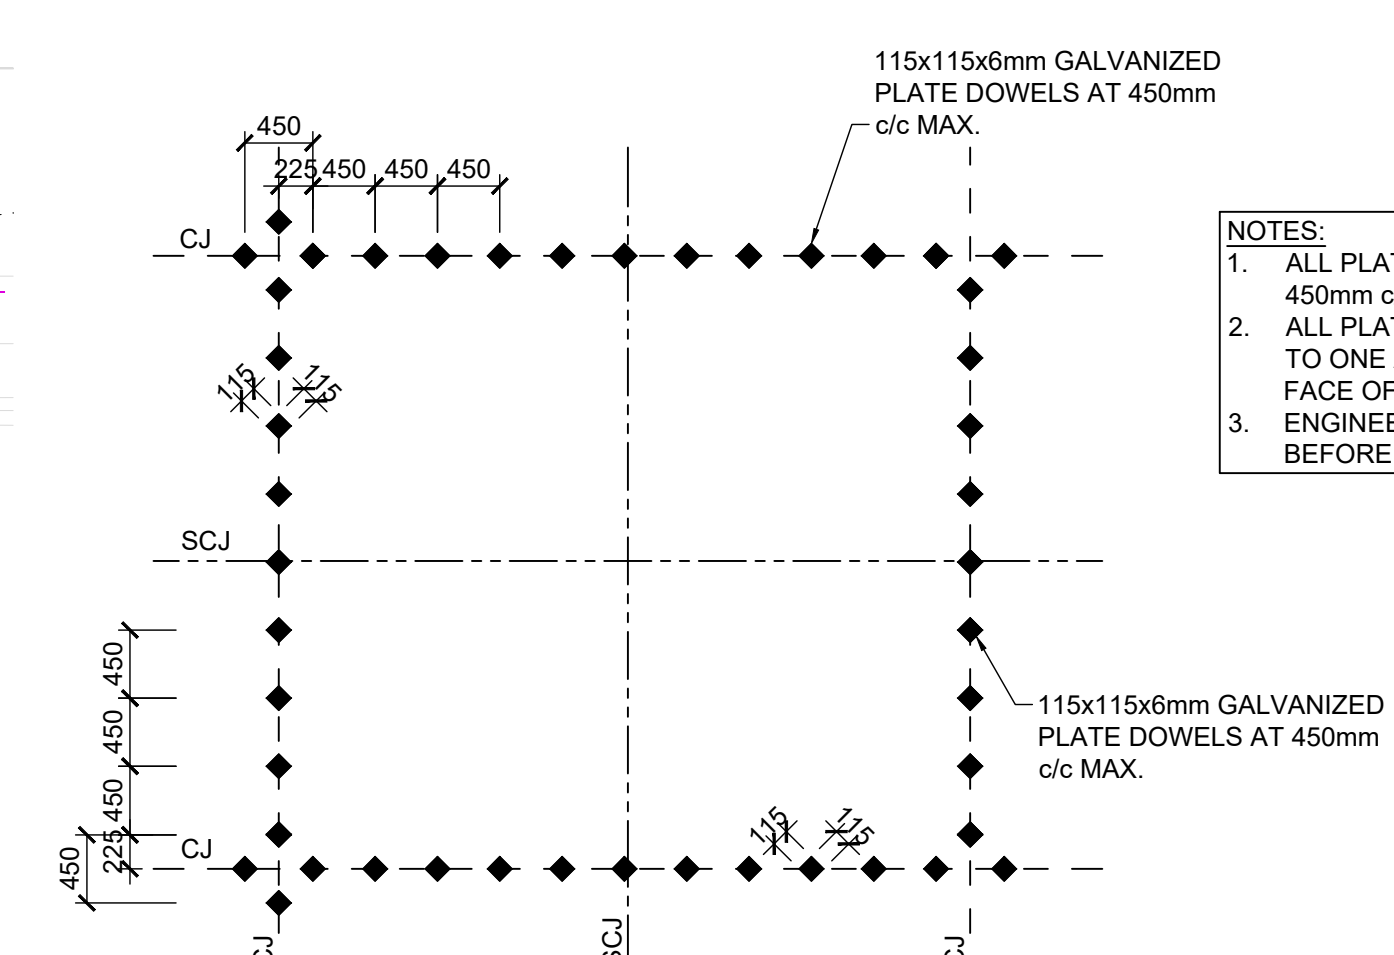 115x115x6mm GALVANIZED
PLATE DOWELS AT 450mm
c/c MAX.
450
225 450 450 450
CJ
NOTES:
1. ALL PLAT
450mm c
2. ALL PLAT
TO ONE
FACE OF
3. ENGINEE
BEFORE
115 115
SCJ
450
450
450
225
450
CJ
115x115x6mm GALVANIZED
PLATE DOWELS AT 450mm
c/c MAX.
115 115
CJ
SCJ
CJ